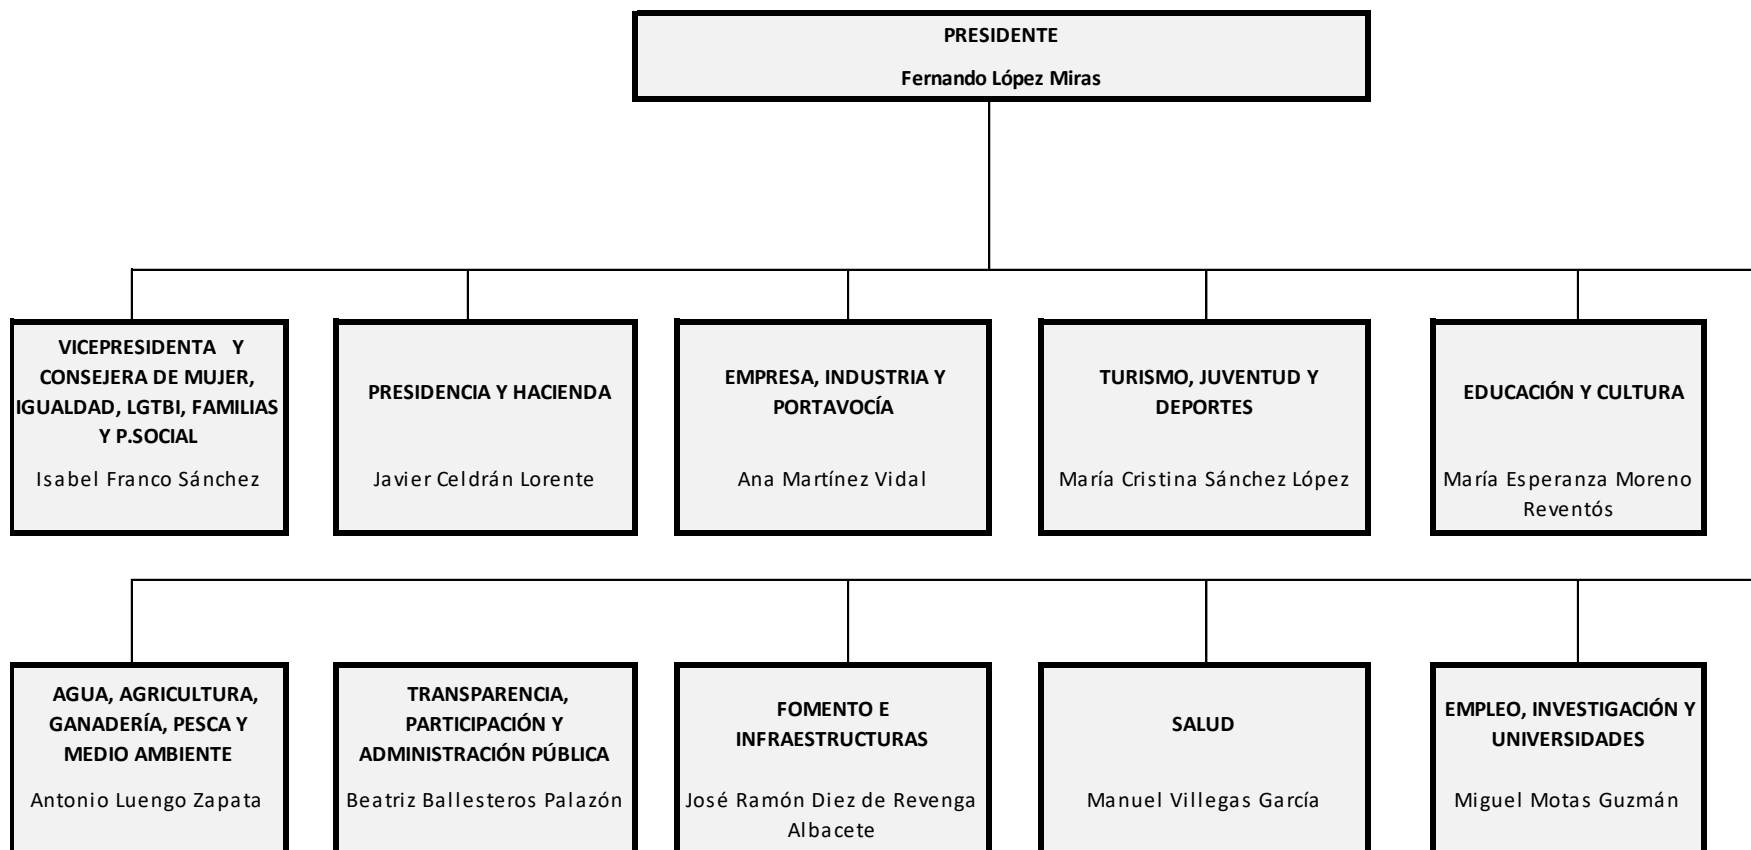 PRESIDENTE
Fernando López Miras
VICEPRESIDENTA Y
CONSEJERA DE MUJER,
IGUALDAD, LGTBI, FAMILIAS
Y P.SOCIAL
Isabel Franco Sánchez
PRESIDENCIA Y HACIENDA
Javier Celdrán Lorente
EMPRESA, INDUSTRIA Y
PORTAVOCÍA
Ana Martínez Vidal
TURISMO, JUVENTUD Y
DEPORTES
María Cristina Sánchez López
EDUCACIÓN Y CULTURA
María Esperanza Moreno
Reventós
AGUA, AGRICULTURA,
GANADERÍA, PESCA Y
MEDIO AMBIENTE
Antonio Luengo Zapata
TRANSPARENCIA,
PARTICIPACIÓN Y
ADMINISTRACIÓN PÚBLICA
Beatriz Ballesteros Palazón
FOMENTO E
INFRAESTRUCTURAS
José Ramón Diez de Revenga
Albacete
SALUD
Manuel Villegas García
EMPLEO, INVESTIGACIÓN Y
UNIVERSIDADES
Miguel Motas Guzmán